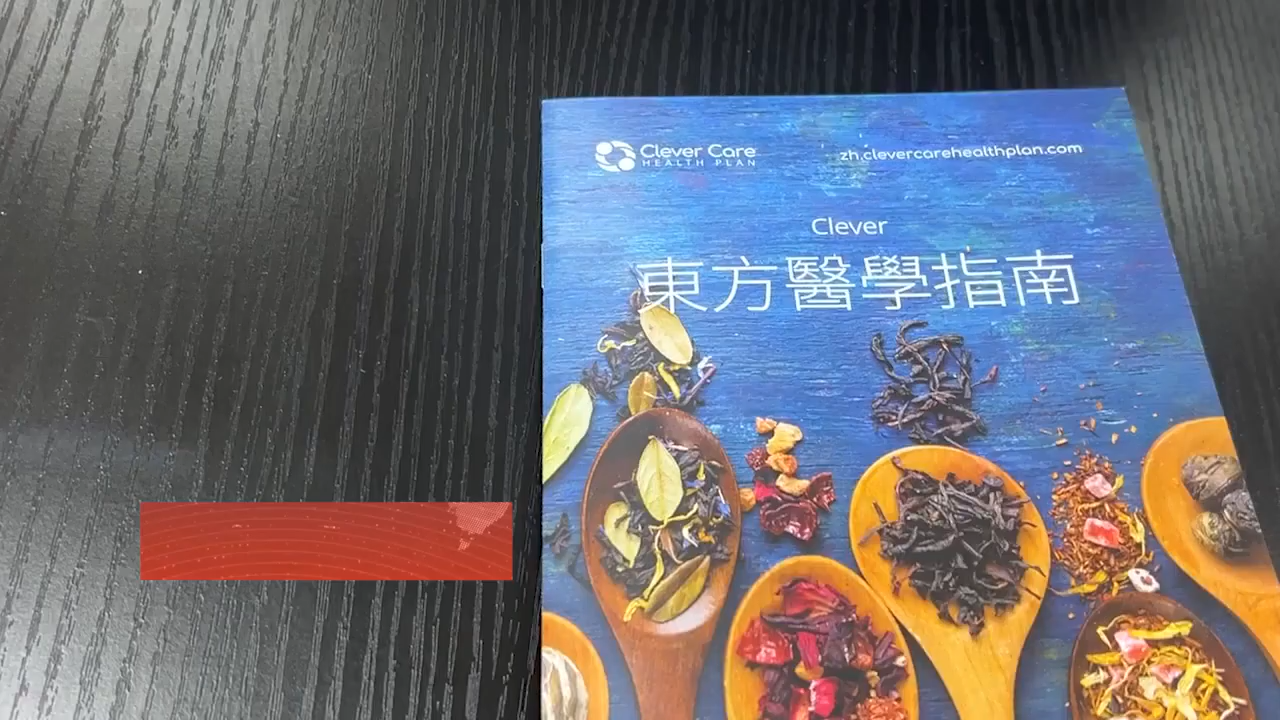 Clever Care
HEALTH PLAN
zh.clevercarehealthplan.com
Clever
東方醫學指南